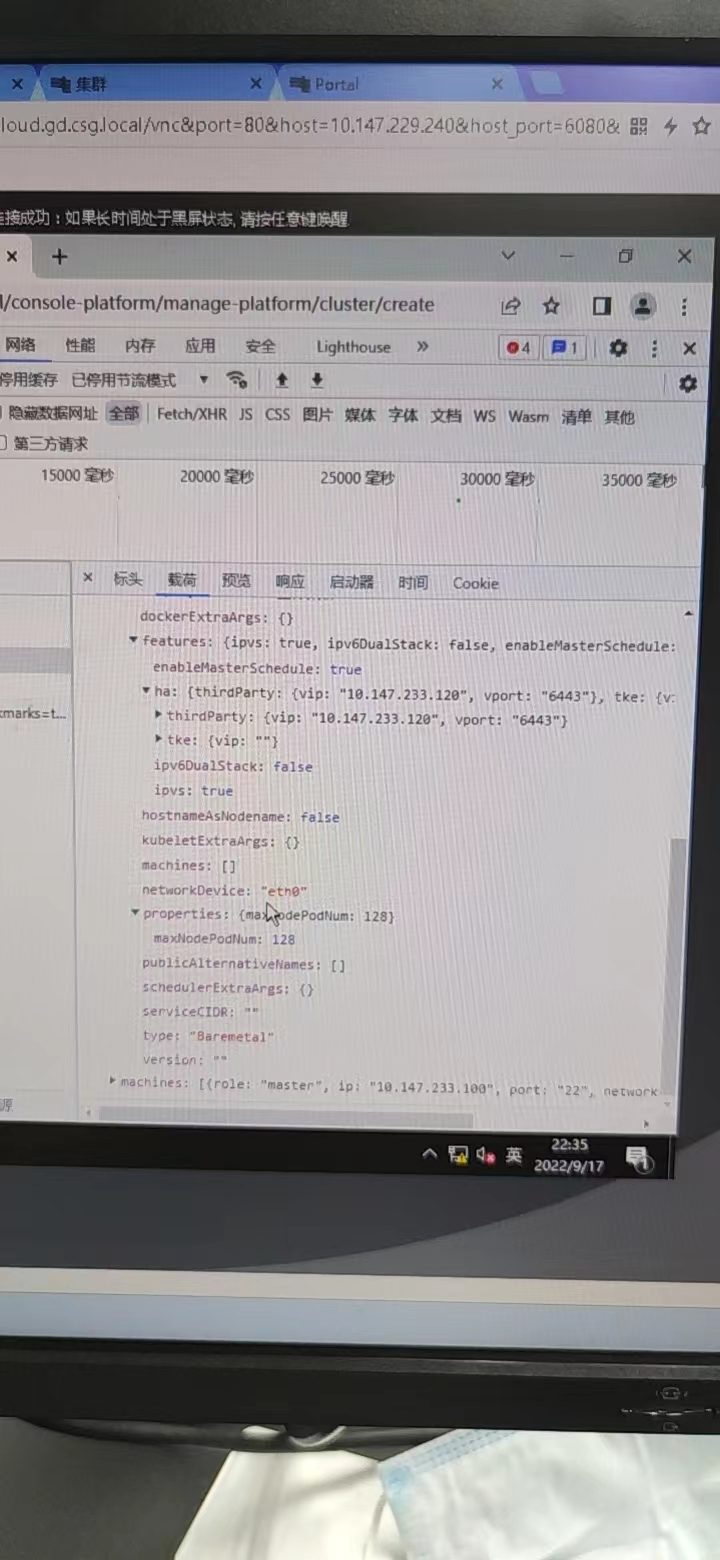 集群
Portal
loud.gd.csg.local/vnc&port=80&host=10.147.229.240&host_port=6080&
连接成功：如果长时间处于黑屏状态, 请按任意键唤醒
l/console-platform/manage-platform/cluster/create
网络 性能 内存 应用 安全 Lighthouse » 4 1
停用缓存 已停用节流模式
隐藏数据网址 全部 Fetch/XHR JS CSS 图片 媒体 字体 文档 WS Wasm 清单 其他
第三方请求
15000 毫秒 20000 毫秒 25000 毫秒 30000 毫秒 35000 毫秒
标头 载荷 预览 响应 启动器 时间 Cookie
dockerExtraArgs: {}
features: {ipvs: true, ipv6DualStack: false, enableMasterSchedule:
enableMasterSchedule: true
ha: {thirdParty: {vip: "10.147.233.120", vport: "6443"}, tke: {v:
thirdParty: {vip: "10.147.233.120", vport: "6443"}
kmarks=t...
tke: {vip: ""}
ipv6DualStack: false
ipvs: true
hostnameAsNodename: false
kubeletExtraArgs: {}
machines: []
networkDevice: "eth0"
properties: {maxNodePodNum: 128}
maxNodePodNum: 128
publicAlternativeNames: []
schedulerExtraArgs: {}
serviceCIDR: ""
type: "Baremetal"
version: ""
machines: [{role: "master", ip: "10.147.233.100", port: "22", network
源
英
22:35
2022/9/17
1